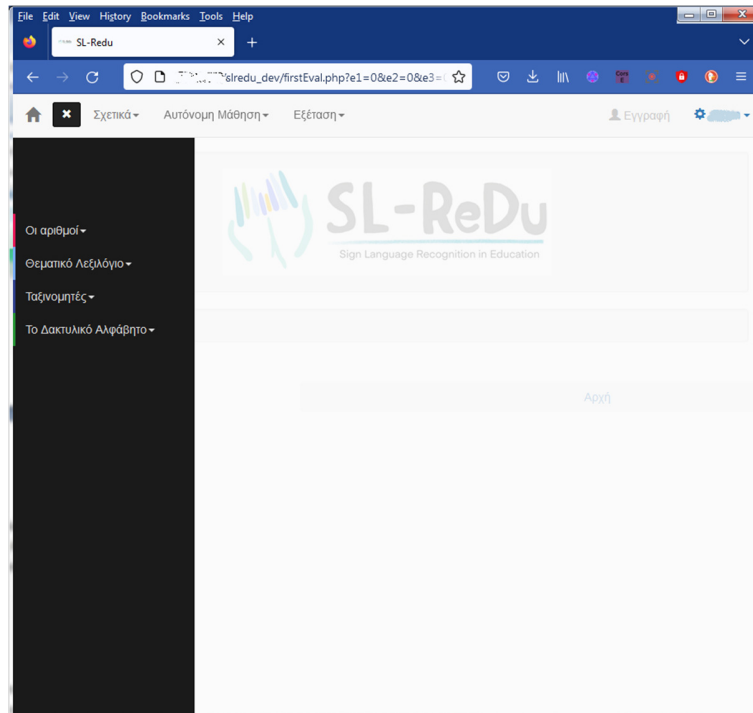 File Edit View History Bookmarks Tools Help
SL-Redu
slredu_dev/firstEval.php?e1=0&e2=0&e3=
Σχετικά Αυτόνομη Μάθηση Εξέταση Εγγραφή
SL-ReDu
Sign Language Recognition in Education
Οι αριθμοί
Θεματικό Λεξιλόγιο
Ταξινομητές
Το Δακτυλικό Αλφάβητο
Αρχή